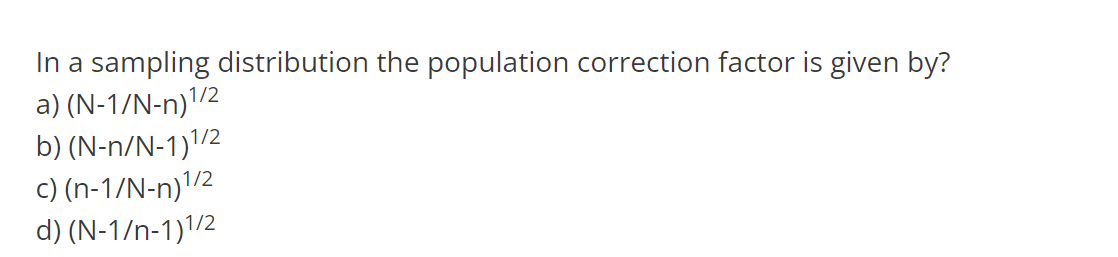 In a sampling distribution the population correction factor is given by?
a) (N-1/N-n)^1/2
b) (N-n/N-1)^1/2
c) (n-1/N-n)^1/2
d) (N-1/n-1)^1/2